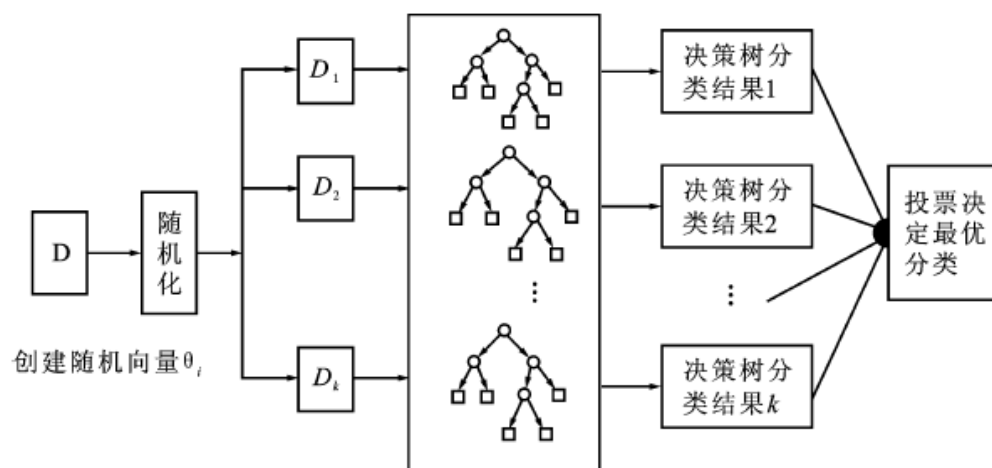 D
随机化
创建随机向量θi
D1
D2
Dk
⋮
决策树分
类结果1
决策树分
类结果2
⋮
决策树分
类结果k
投票决
定最优
分类